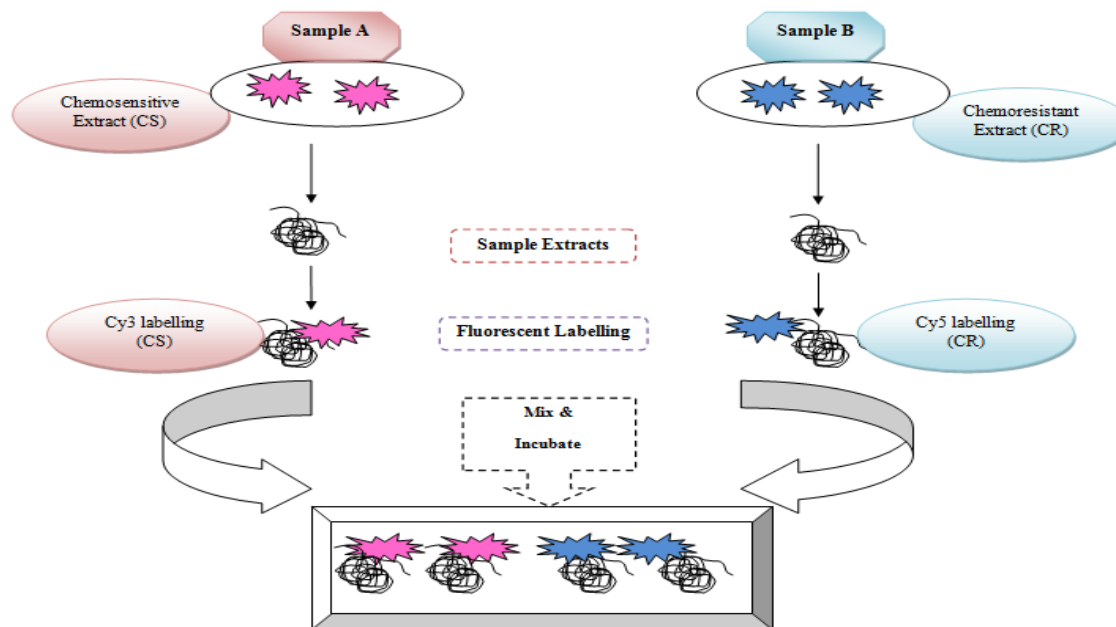 Sample A
Sample B
Chemosensitive
Extract (CS)
Chemoresistant
Extract (CR)
Sample Extracts
Cy3 labelling
(CS)
Fluorescent Labelling
Cy5 labelling
(CR)
Mix &
Incubate